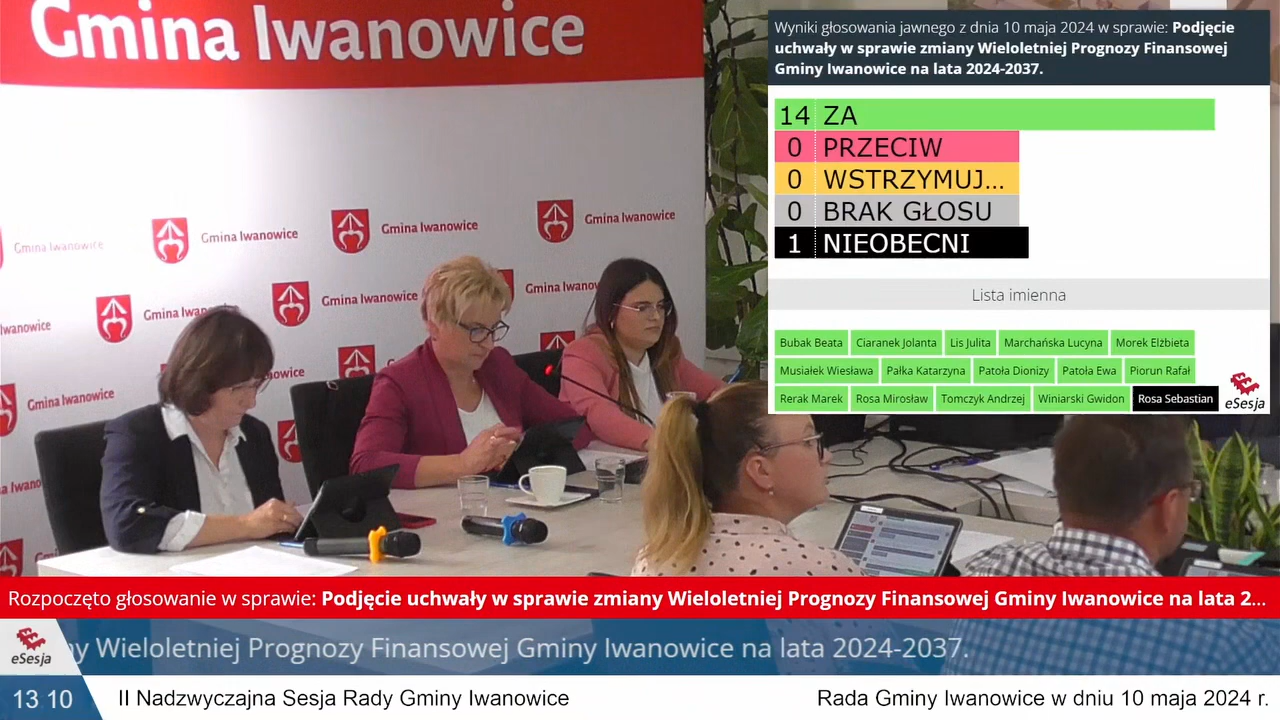 Gmina Iwanowice
Wyniki głosowania jawnego z dnia 10 maja 2024 w sprawie: Podjęcie
uchwały w sprawie zmiany Wieloletniej Prognozy Finansowej
Gminy Iwanowice na lata 2024-2037.
14 ZA
0 PRZECIW
0 WSTRZYMUJ...
0 BRAK GŁOSU
1 NIEOBECNI
Lista imienna
Bubak Beata Ciaranek Jolanta Lis Julita Marchańska Lucyna Morek Elżbieta
Musiałek Wiesława Pałka Katarzyna Patoła Dionizy Patoła Ewa Piorun Rafał
Rerak Marek Rosa Mirosław Tomczyk Andrzej Winiarski Gwidon Rosa Sebastian
eSesja
Gmina Iwanowice Gmina Iwanowice Gmina Iwanowice Gmina Iwanowice
Iwanowice Gmina Iwanowice Gmina Iwanowice
Gmina Iwanowice
Rozpoczęto głosowanie w sprawie: Podjęcie uchwały w sprawie zmiany Wieloletniej Prognozy Finansowej Gminy Iwanowice na lata 2...
eSesja
ny Wieloletniej Prognozy Finansowej Gminy Iwanowice na lata 2024-2037.
13 10 II Nadzwyczajna Sesja Rady Gminy Iwanowice Rada Gminy Iwanowice w dniu 10 maja 2024 r.